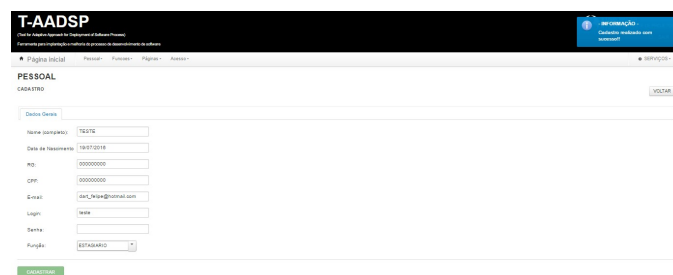 T-AADSP
(Tool for Adaptive Approach for Deployment of Software Process)
Ferramenta para implantação e melhoria do processo de desenvolvimento de software
- INFORMAÇÃO -
Cadastro realizado com
sucesso!!
Página inicial Pessoal Funcoes Páginas Acesso
SERVIÇOS
PESSOAL
CADASTRO
VOLTAR
Dados Gerais
Nome (completo): TESTE
Data de Nascimento: 19/07/2016
RG: 000000000
CPF: 000000000
E-mail: dart_felipe@hotmail.com
Login: teste
Senha:
Função: ESTAGIARIO
CADASTRAR